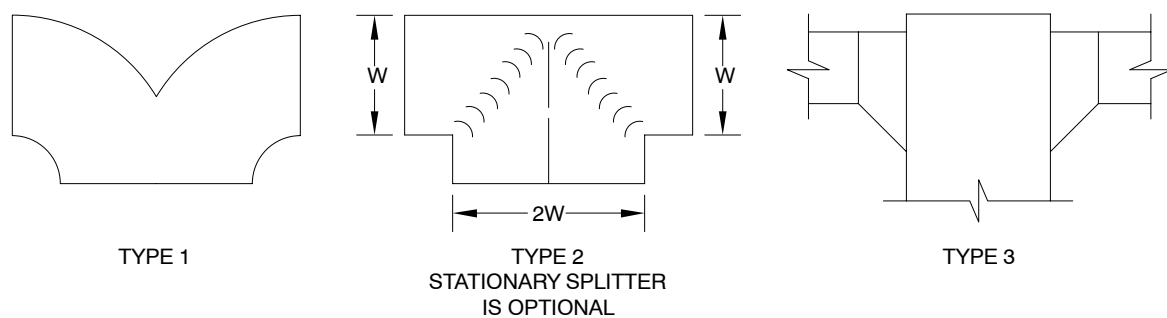 W
W
2W
TYPE 1
TYPE 2
STATIONARY SPLITTER
IS OPTIONAL
TYPE 3